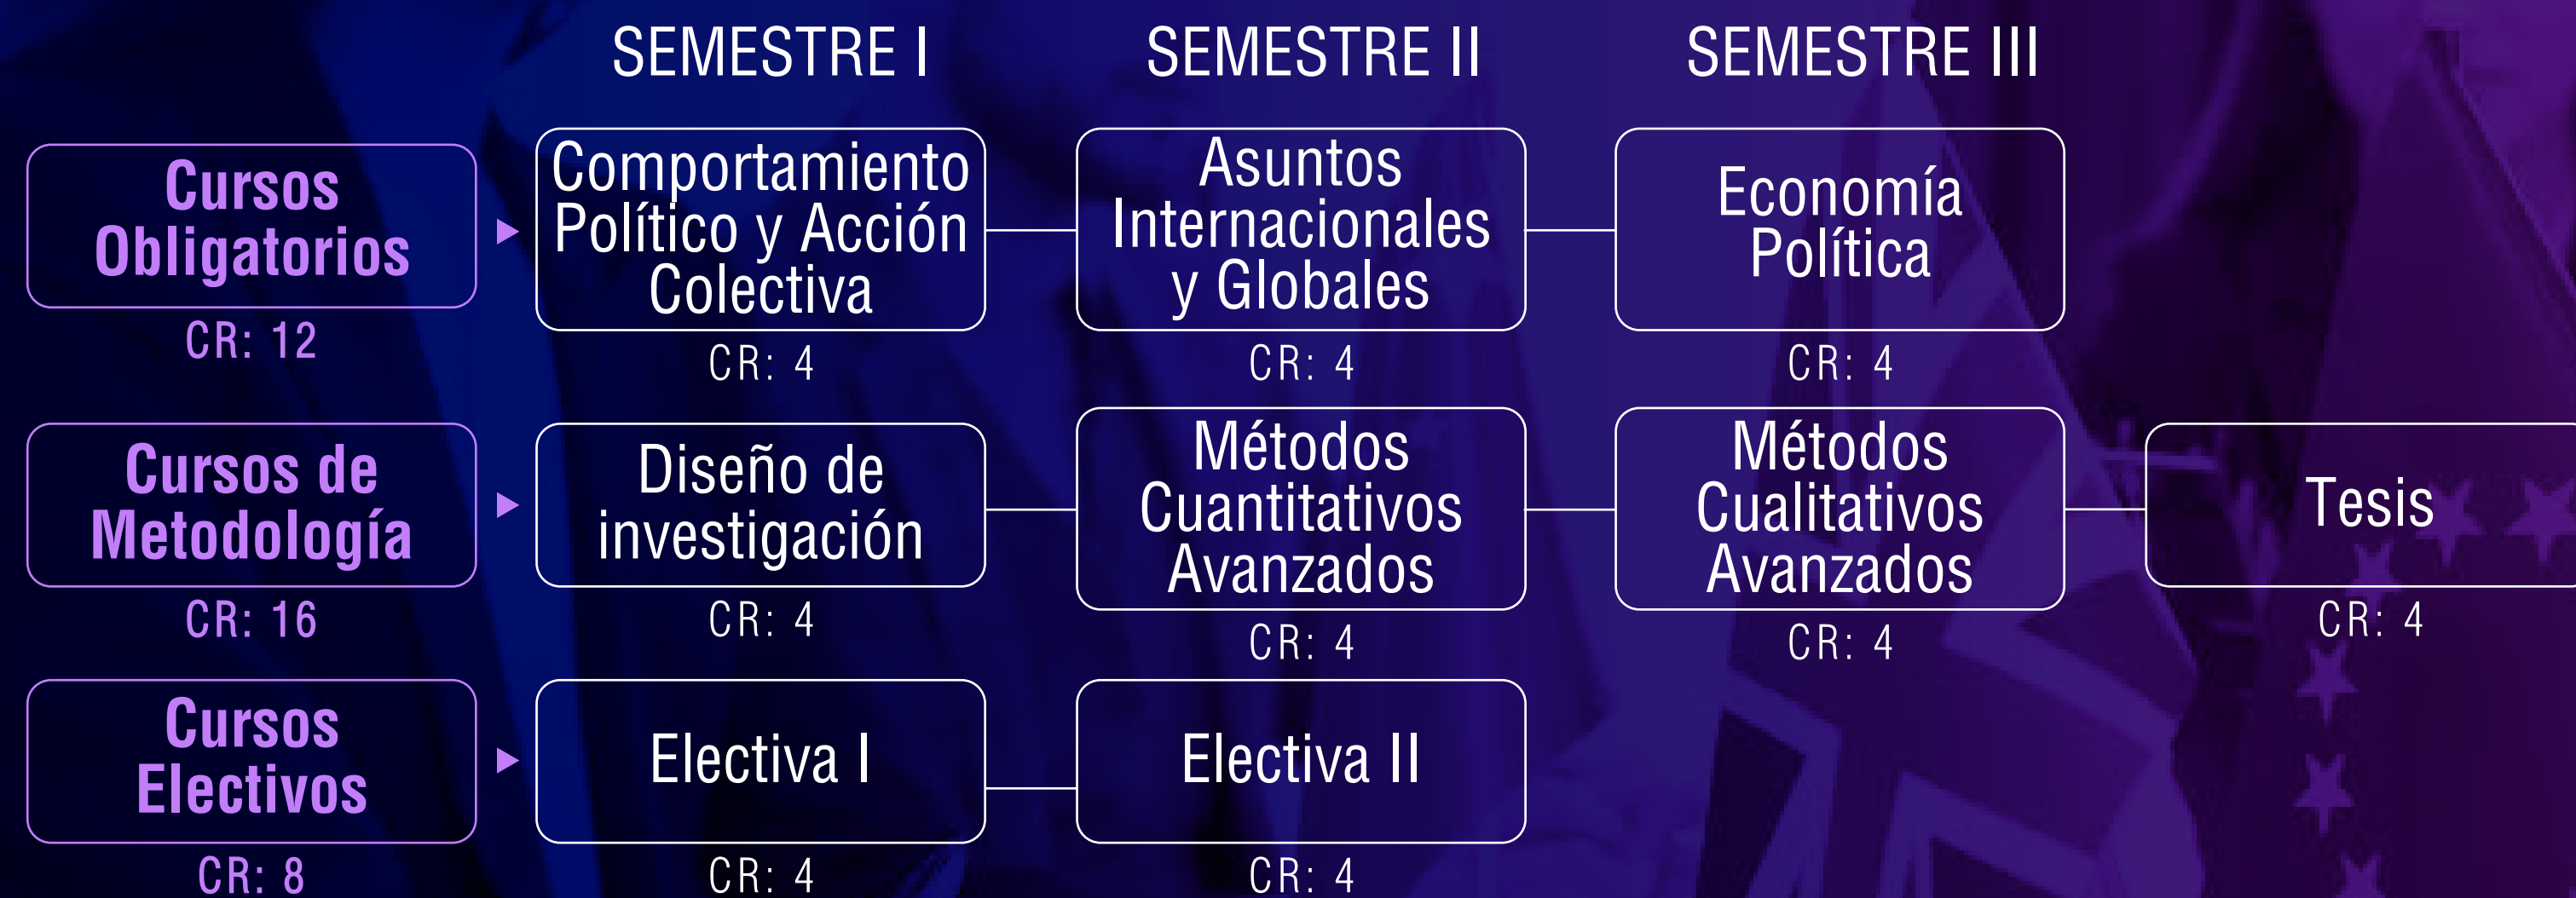 SEMESTRE I
SEMESTRE II
SEMESTRE III
Cursos
Obligatorios
CR: 12
Comportamiento
Político y Acción
Colectiva
CR: 4
Asuntos
Internacionales
y Globales
CR: 4
Economía
Política
CR: 4
Cursos de
Metodología
CR: 16
Diseño de
investigación
CR: 4
Métodos
Cuantitativos
Avanzados
CR: 4
Métodos
Cualitativos
Avanzados
CR: 4
Tesis
CR: 4
Cursos
Electivos
CR: 8
Electiva I
CR: 4
Electiva II
CR: 4